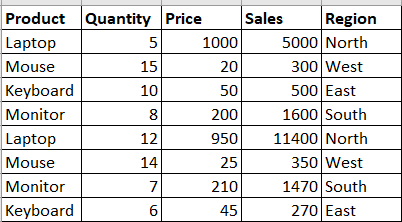 Product Quantity Price Sales Region
Laptop 5 1000 5000 North
Mouse 15 20 300 West
Keyboard 10 50 500 East
Monitor 8 200 1600 South
Laptop 12 950 11400 North
Mouse 14 25 350 West
Monitor 7 210 1470 South
Keyboard 6 45 270 East